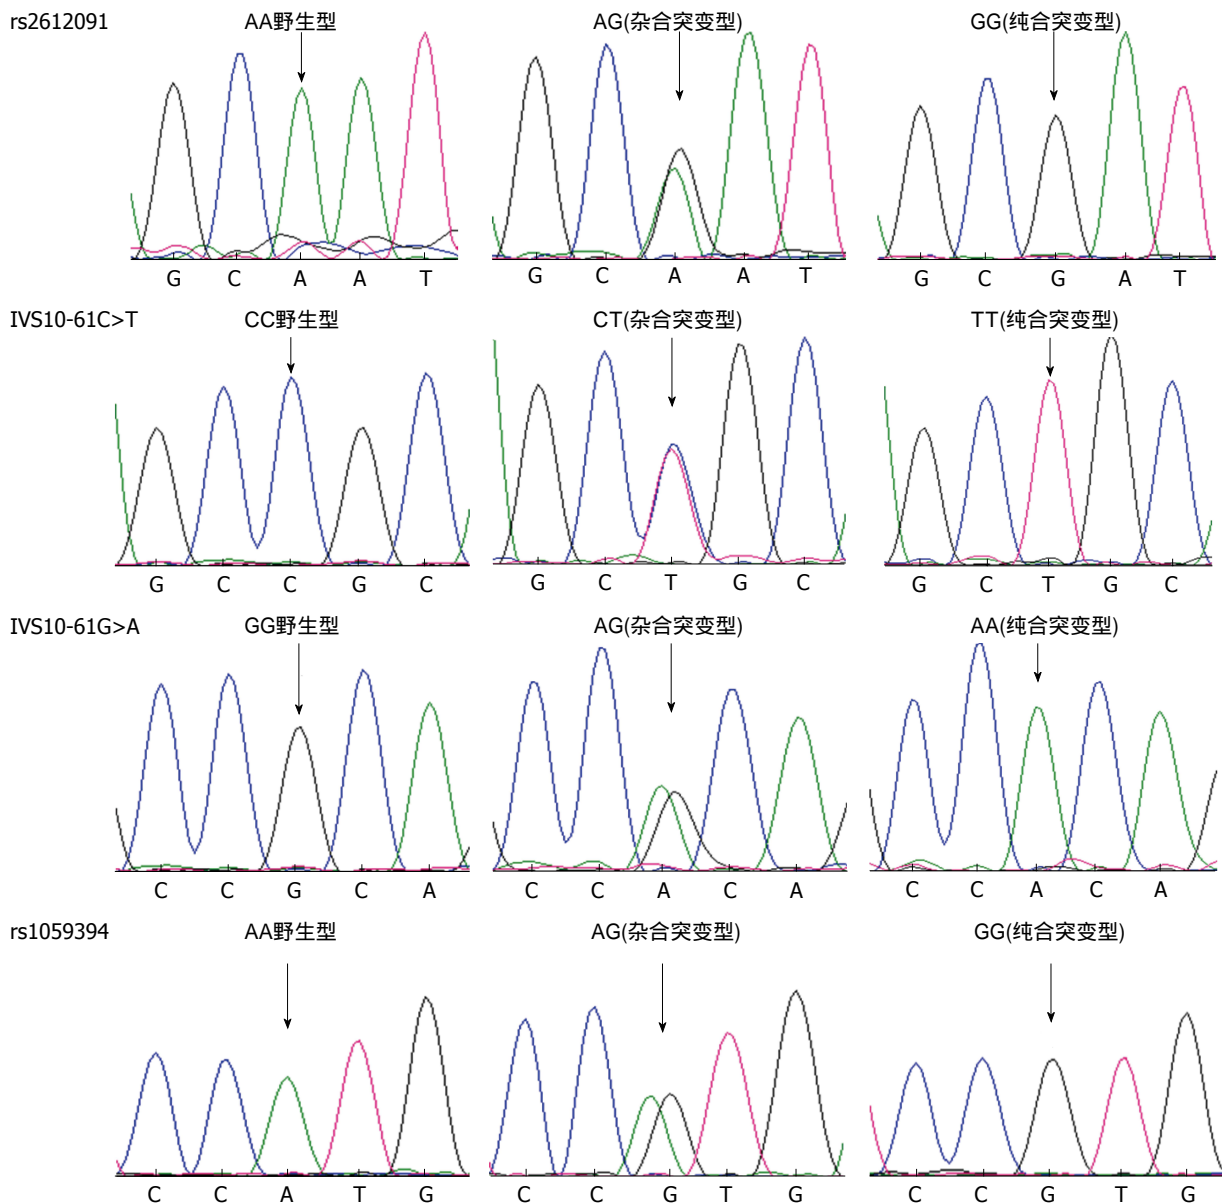 rs2612091 AA野生型 AG(杂合突变型) GG(纯合突变型)
G C A A T G C A A T G C G A T
IVS10-61C>T CC野生型 CT(杂合突变型) TT(纯合突变型)
G C C G C G C T G C G C T G C
IVS10-61G>A GG野生型 AG(杂合突变型) AA(纯合突变型)
C C G C A C C A C A C C A C A
rs1059394 AA野生型 AG(杂合突变型) GG(纯合突变型)
C C A T G C C G T G C C G T G